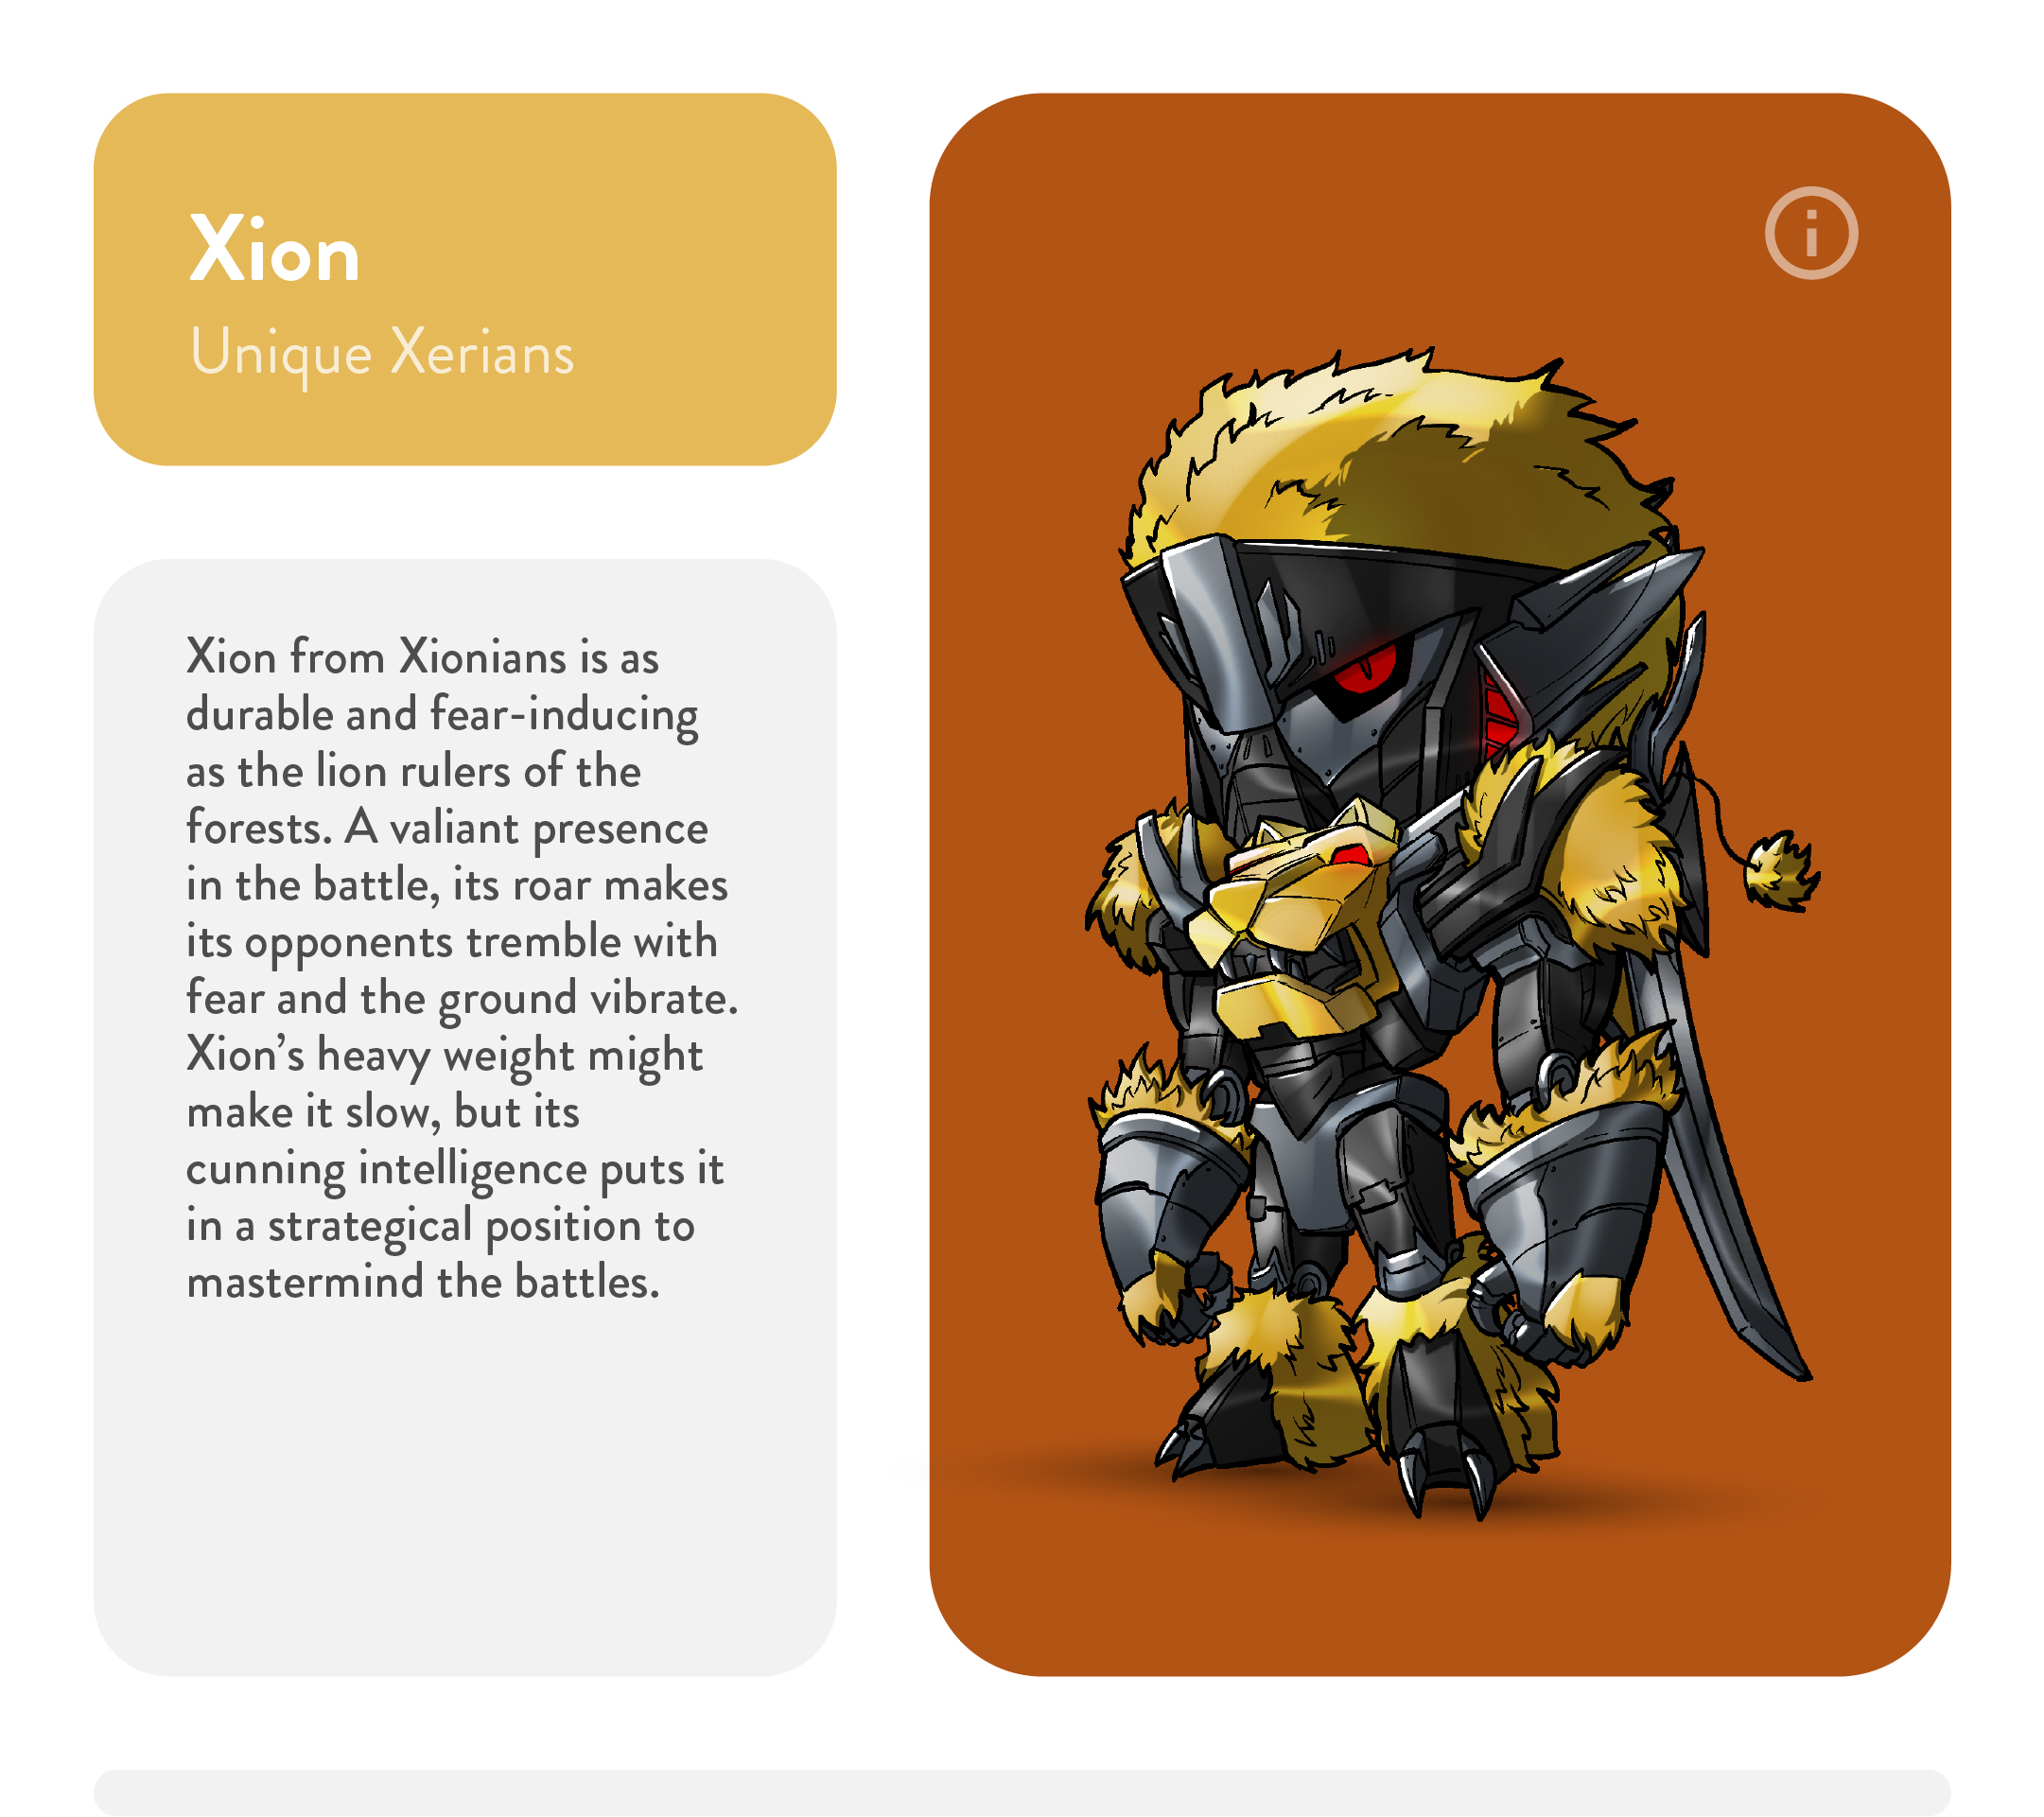 Xion
Unique Xerians
Xion from Xionians is as
durable and fear-inducing
as the lion rulers of the
forests. A valiant presence
in the battle, its roar makes
its opponents tremble with
fear and the ground vibrate.
Xion’s heavy weight might
make it slow, but its
cunning intelligence puts it
in a strategical position to
mastermind the battles.